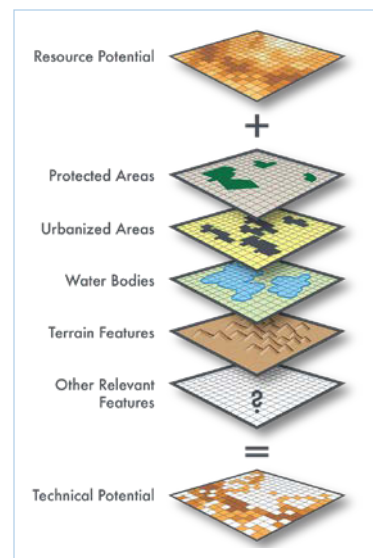 Resource Potential
+
Protected Areas
Urbanized Areas
Water Bodies
Terrain Features
Other Relevant
Features
?
=
Technical Potential